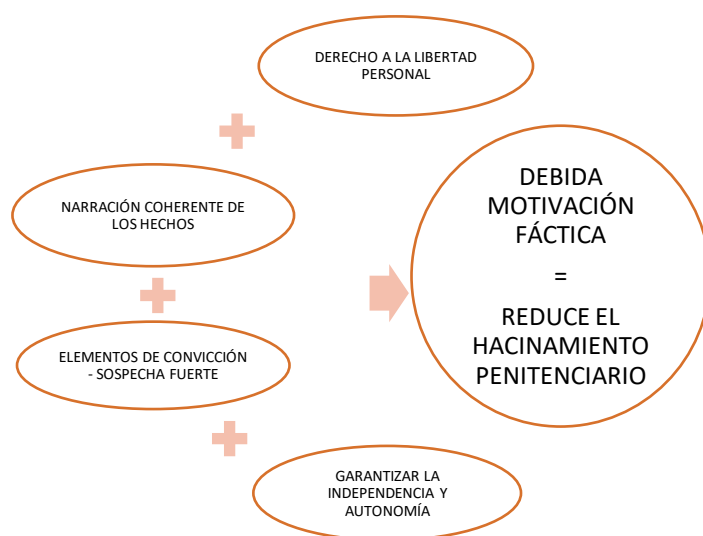 DERECHO A LA LIBERTAD
PERSONAL
NARRACIÓN COHERENTE DE
LOS HECHOS
ELEMENTOS DE CONVICCIÓN
- SOSPECHA FUERTE
GARANTIZAR LA
INDEPENDENCIA Y
AUTONOMÍA
DEBIDA
MOTIVACIÓN
FÁCTICA
=
REDUCE EL
HACINAMIENTO
PENITENCIARIO